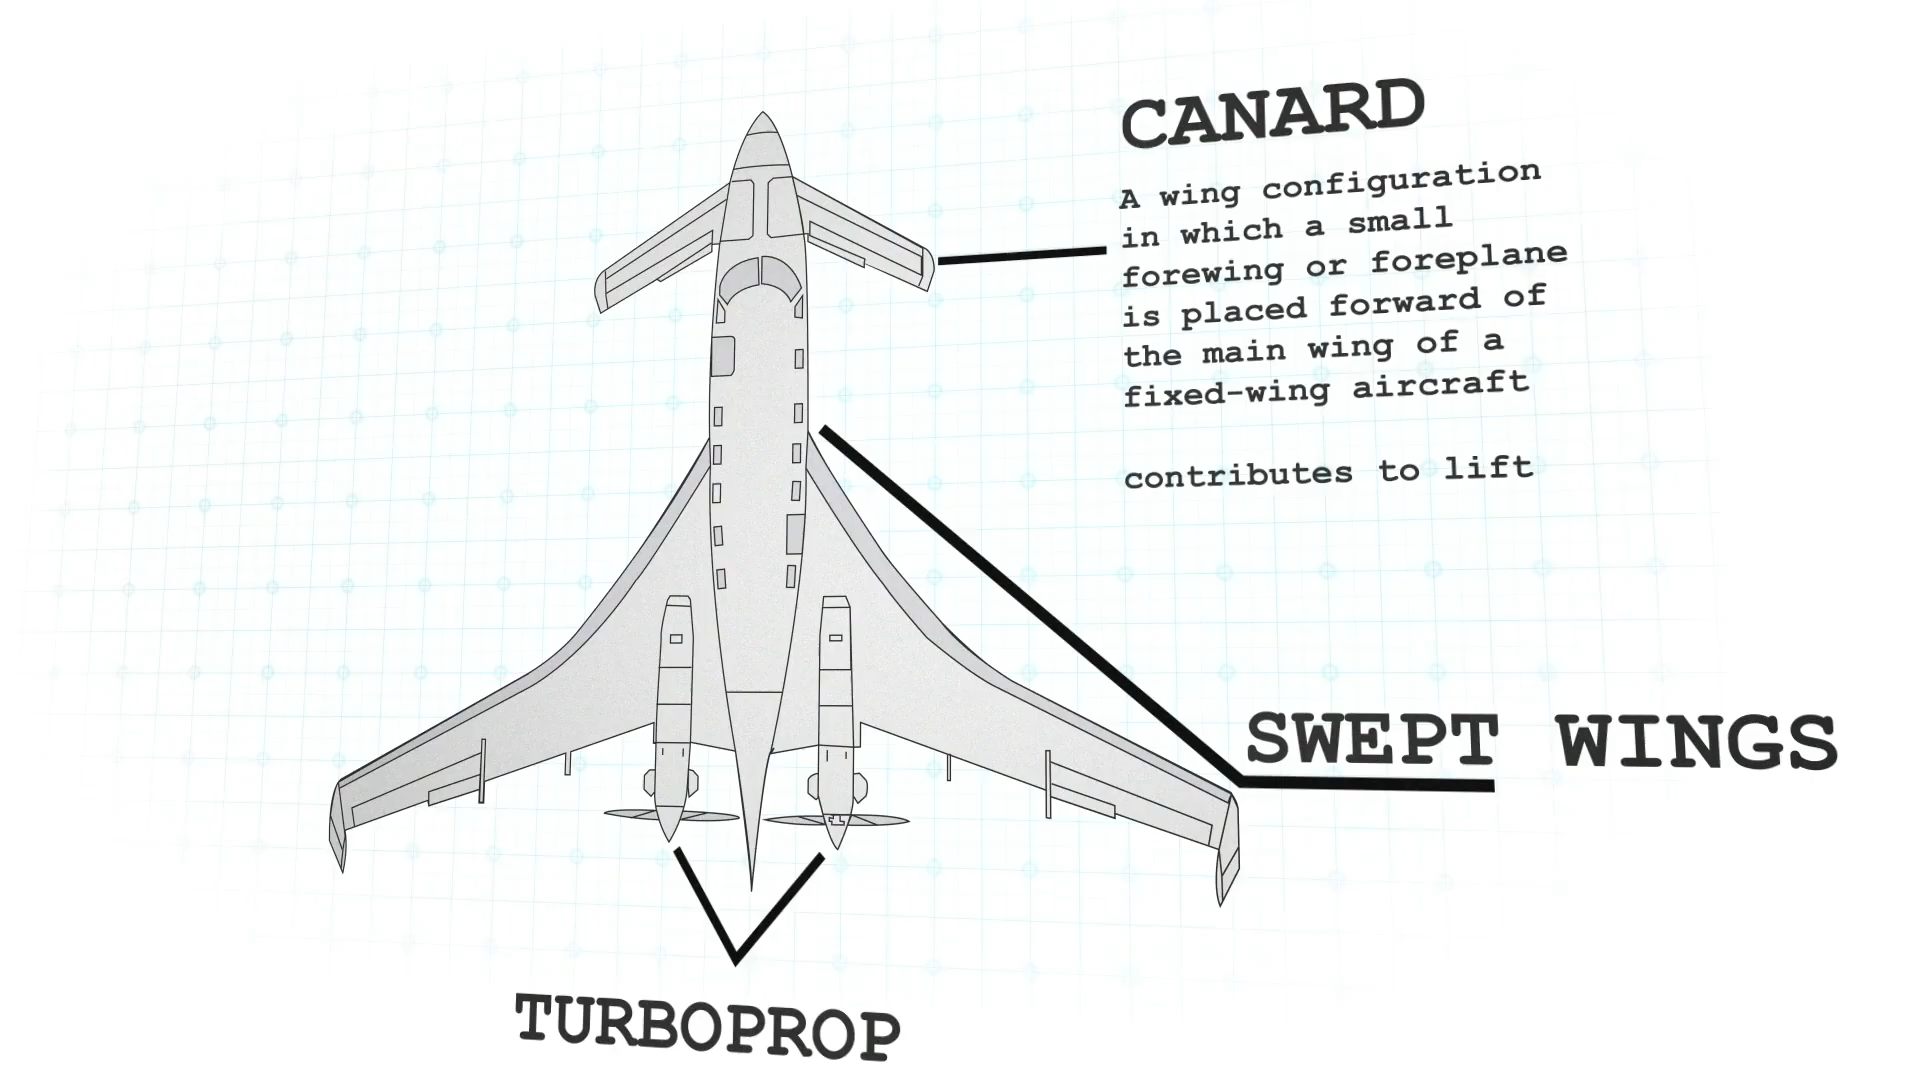 CANARD
A wing configuration
in which a small
forewing or foreplane
is placed forward of
the main wing of a
fixed-wing aircraft
contributes to lift
SWEPT WINGS
TURBOPROP